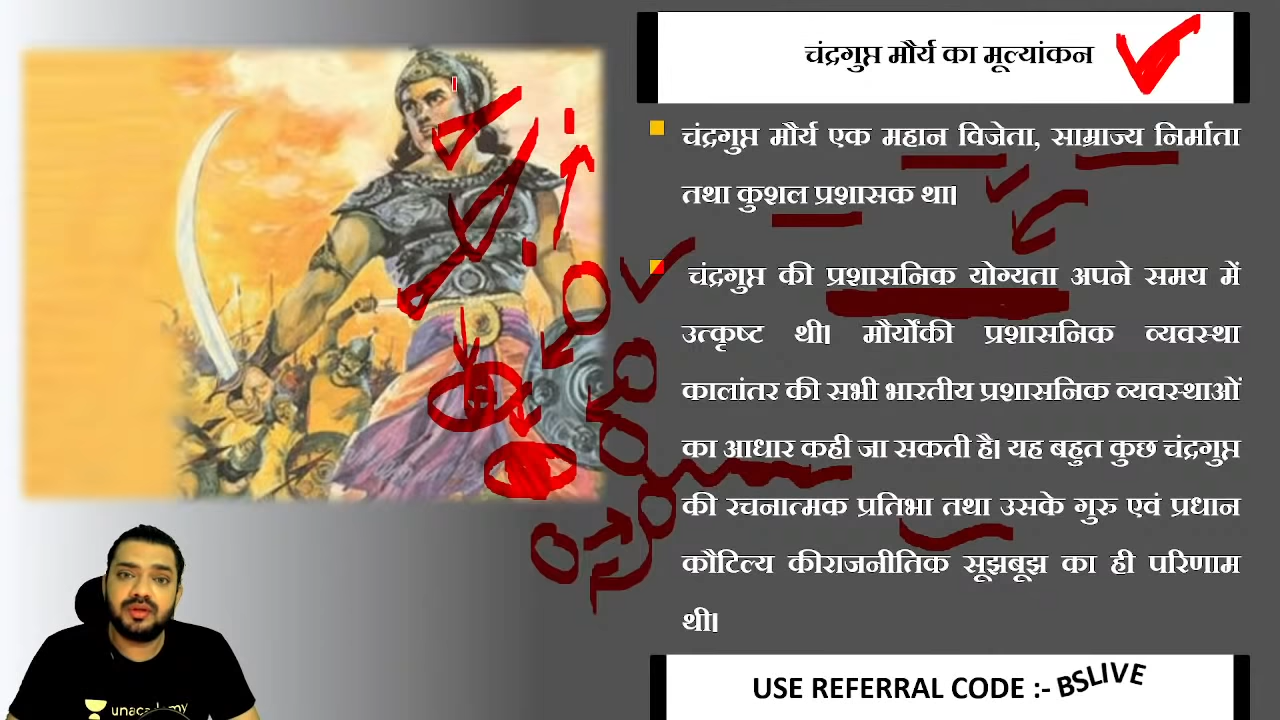 चंद्रगुप्त मौर्य का मूल्यांकन
चंद्रगुप्त मौर्य एक महान विजेता, साम्राज्य निर्माता
तथा कुशल प्रशासक था।
चंद्रगुप्त की प्रशासनिक योग्यता अपने समय में
उत्कृष्ट थी। मौर्योंकी प्रशासनिक व्यवस्था
कालांतर की सभी भारतीय प्रशासनिक व्यवस्थाओं
का आधार कही जा सकती है। यह बहुत कुछ चंद्रगुप्त
की रचनात्मक प्रतिभा तथा उसके गुरु एवं प्रधान
कौटिल्य कीराजनीतिक सूझबूझ का ही परिणाम
थी।
USE REFERRAL CODE :- BSLIVE
unacademy